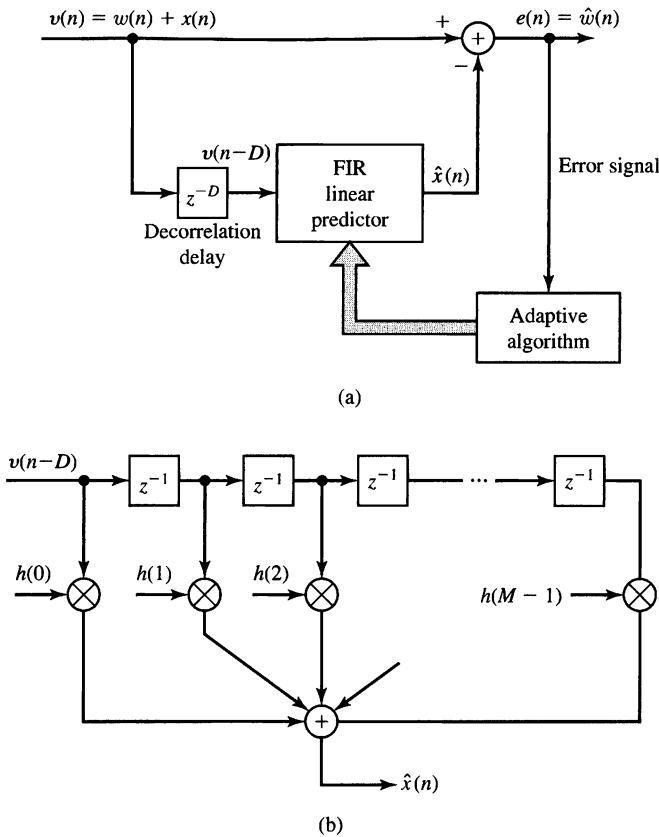 v(n) = w(n) + x(n)
+
+
e(n) = ŵ(n)
−
v(n−D)
z⁻ᴰ
Decorrelation
delay
FIR
linear
predictor
x̂(n)
Error signal
Adaptive
algorithm
(a)
v(n−D)
z⁻¹
z⁻¹
z⁻¹
...
z⁻¹
h(0)
h(1)
h(2)
h(M − 1)
+
x̂(n)
(b)